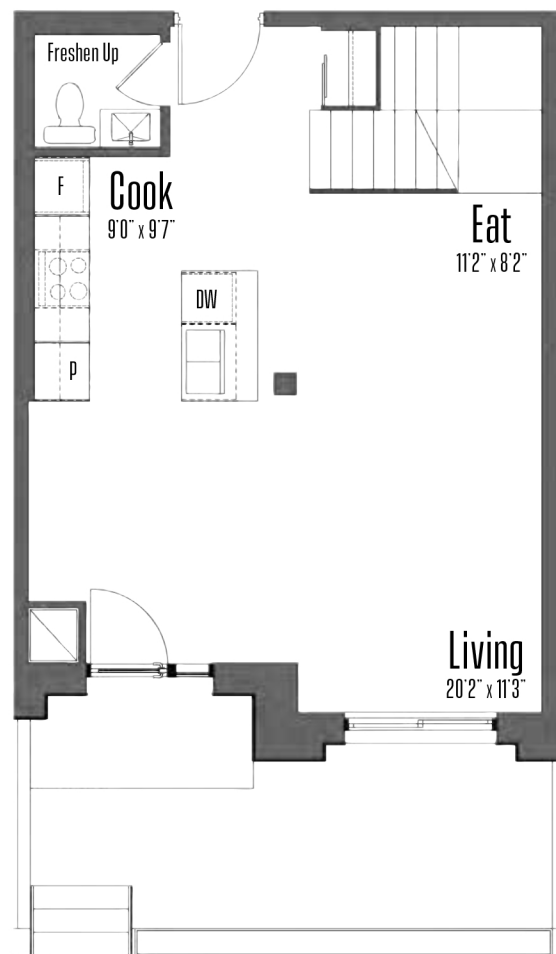 Freshen Up
F
Cook
9'0" x 9'7"
Eat
11'2" x 8'2"
DW
P
Living
20'2" x 11'3"